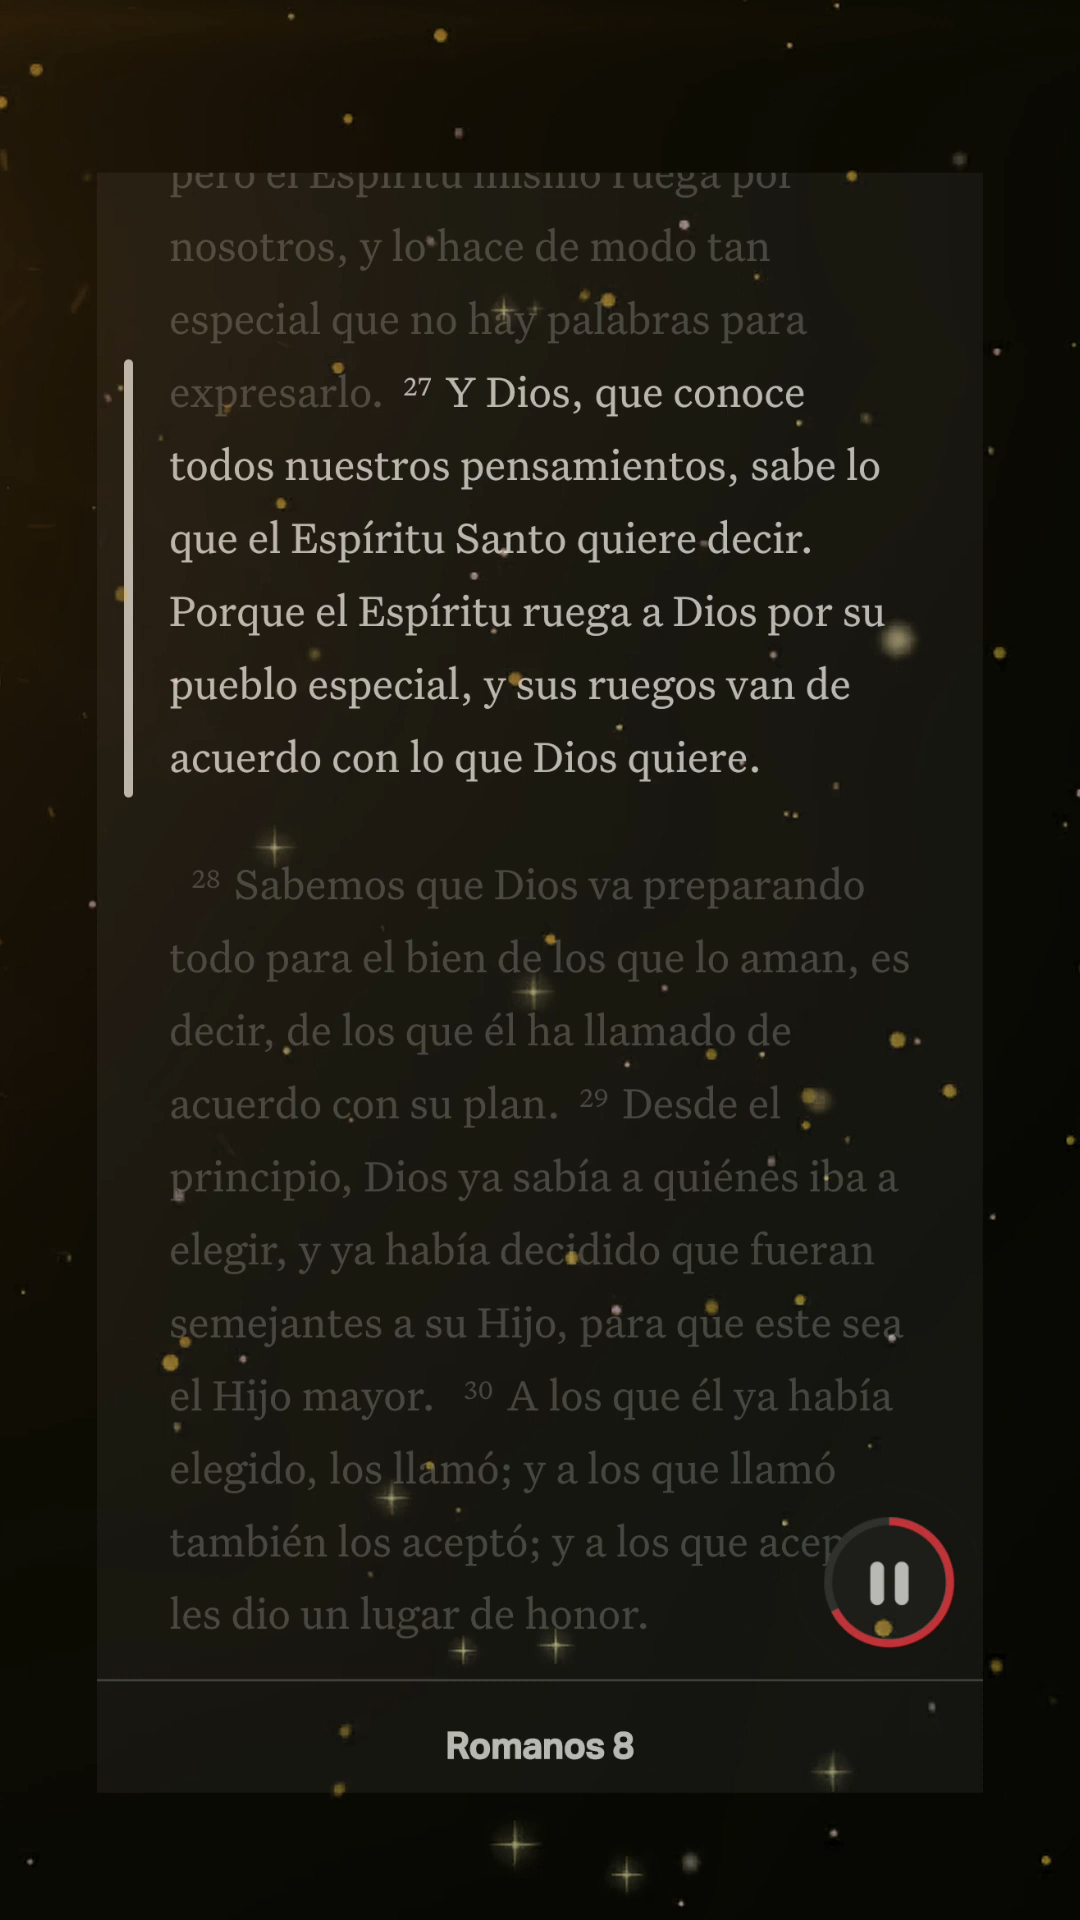 pero el Espíritu mismo ruega por
nosotros, y lo hace de modo tan
especial que no hay palabras para
expresarlo. 27 Y Dios, que conoce
todos nuestros pensamientos, sabe lo
que el Espíritu Santo quiere decir.
Porque el Espíritu ruega a Dios por su
pueblo especial, y sus ruegos van de
acuerdo con lo que Dios quiere.
28 Sabemos que Dios va preparando
todo para el bien de los que lo aman, es
decir, de los que él ha llamado de
acuerdo con su plan. 29 Desde el
principio, Dios ya sabía a quiénes iba a
elegir, y ya había decidido que fueran
semejantes a su Hijo, para que este sea
el Hijo mayor. 30 A los que él ya había
elegido, los llamó; y a los que llamó
también los aceptó; y a los que
les dio un lugar de honor.
Romanos 8